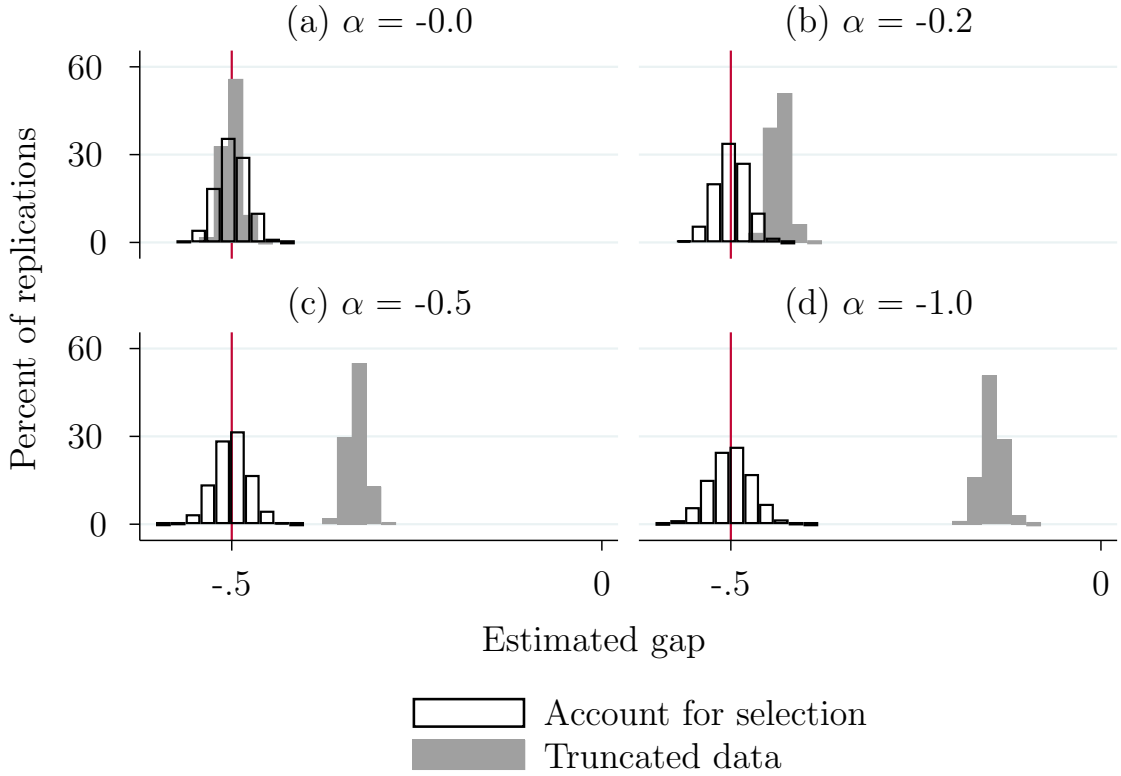 (a) α = -0.0
(b) α = -0.2
60
30
0
(c) α = -0.5
(d) α = -1.0
60
30
0
Percent of replications
-.5
0
-.5
0
Estimated gap
Account for selection
Truncated data